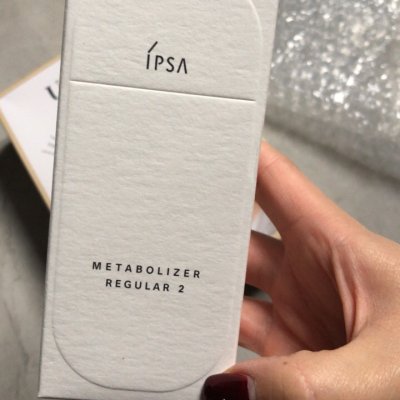 ÍPSA
METABOLIZER
REGULAR 2